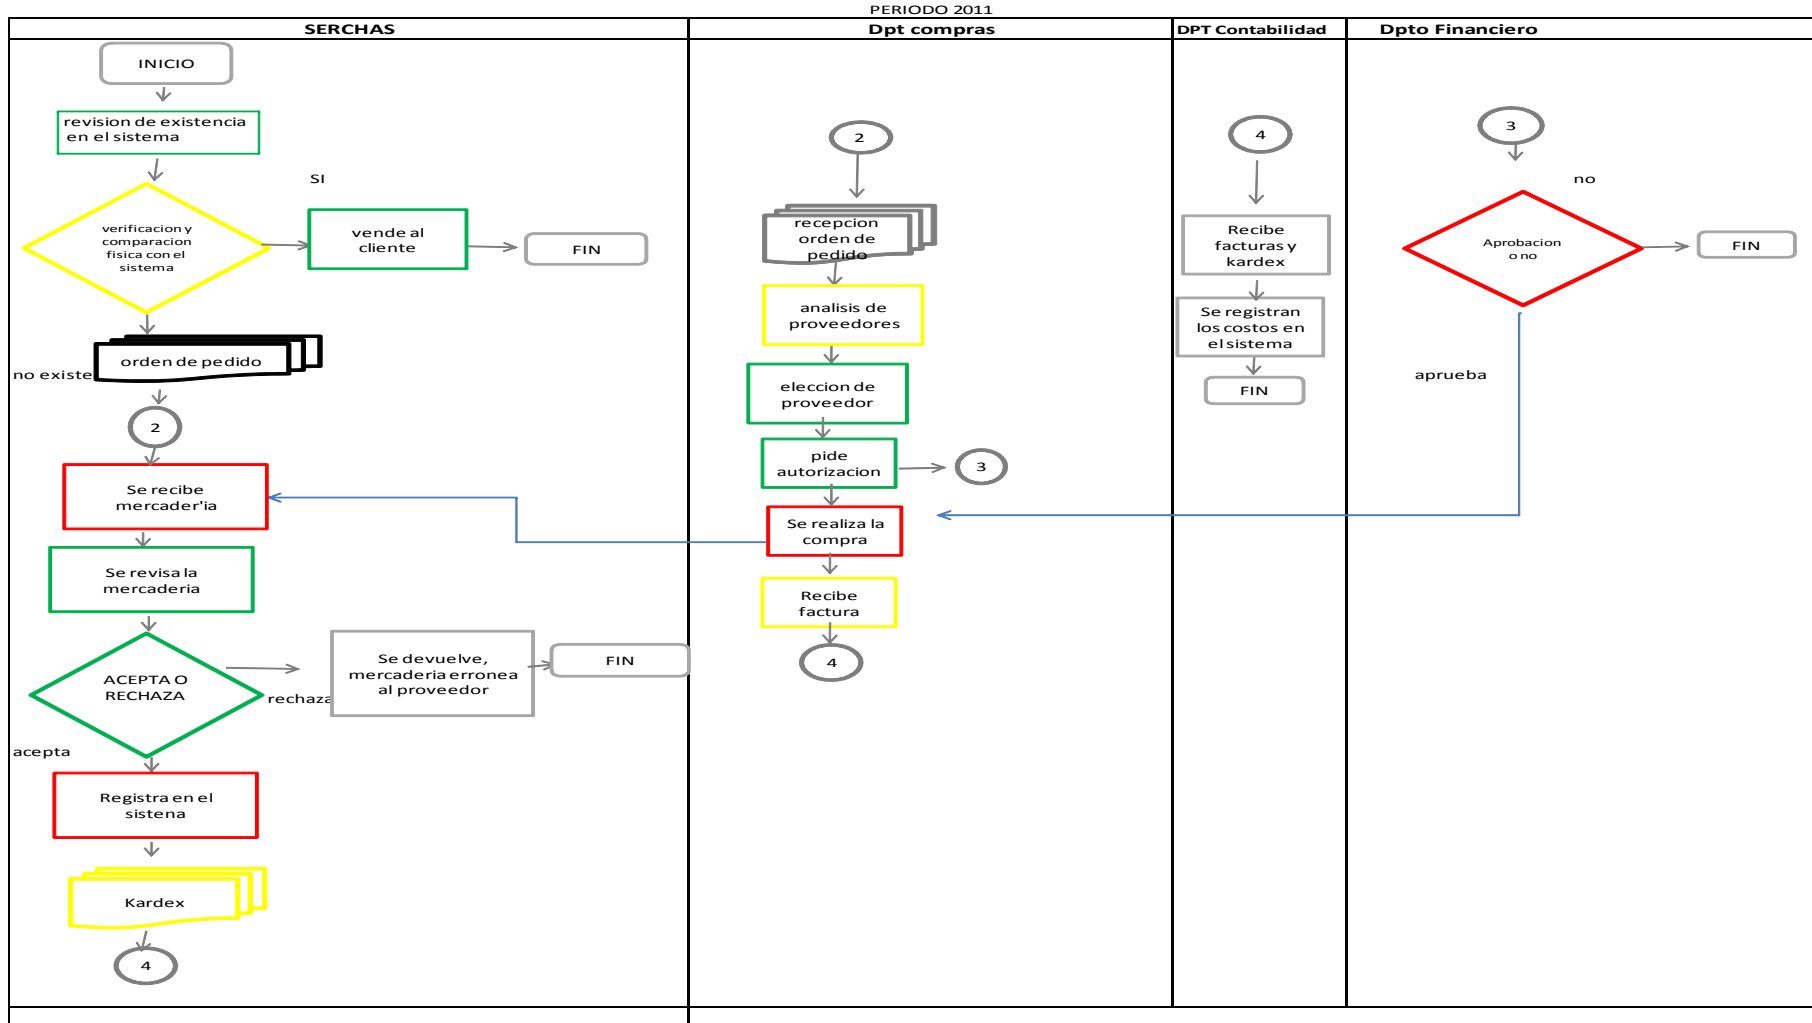 PERIODO 2011
SERCHAS
Dpt compras
DPT Contabilidad
Dpto Financiero
INICIO
revision de existencia
en el sistema
SI
verificacion y
comparacion
fisica con el
sistema
vende al
cliente
FIN
orden de pedido
no existe
2
Se recibe
mercader'ia
Se revisa la
mercaderia
ACEPTA O
RECHAZA
rechaza
Se devuelve,
mercaderia erronea
al proveedor
FIN
acepta
Registra en el
sistena
Kardex
4
2
recepcion
orden de
pedido
analisis de
proveedores
eleccion de
proveedor
pide
autorizacion
3
Se realiza la
compra
Recibe
factura
4
4
Recibe
facturas y
kardex
Se registran
los costos en
el sistema
FIN
3
no
Aprobacion
o no
FIN
aprueba